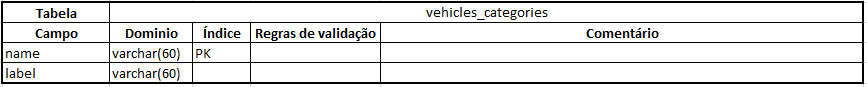 Tabela vehicles_categories
Campo Dominio Índice Regras de validação Comentário
name varchar(60) PK
label varchar(60)